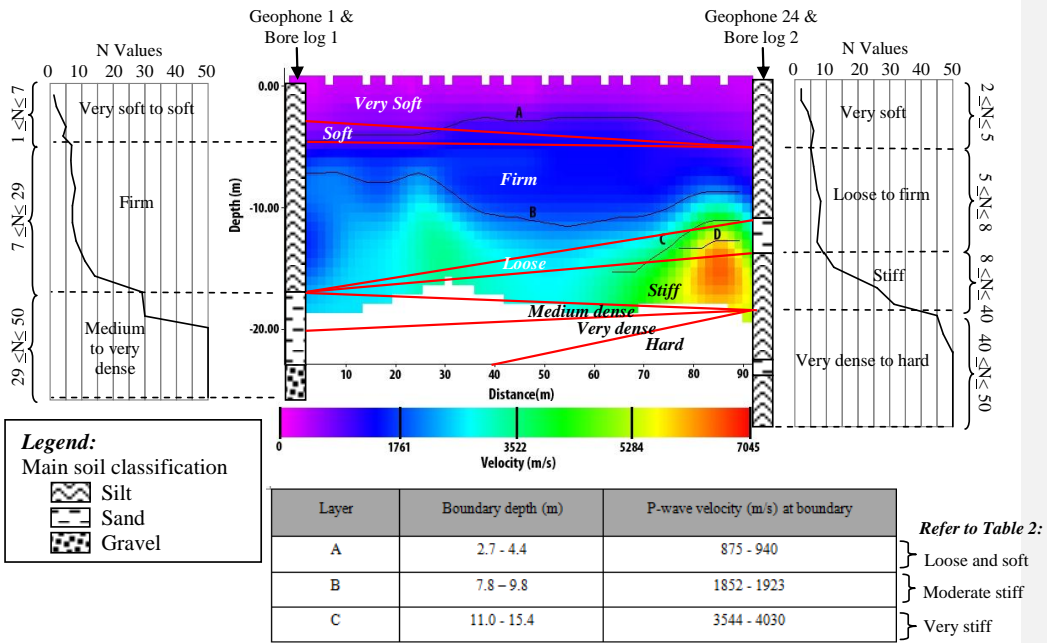 Geophone 1 &
Bore log 1
Geophone 24 &
Bore log 2
N Values
0 10 20 30 40 50
1 ≤N≤ 7
7 ≤N≤ 29
29 ≤N≤ 50
Very soft to soft
Firm
Medium
to very
dense
Depth (m)
0.00
-10.00
-20.00
Very Soft
A
Soft
Firm
B
C
D
Loose
Stiff
Medium dense
Very dense
Hard
10 20 30 40 50 60 70 80 90
Distance(m)
0 1761 3522 5284 7045
Velocity (m/s)
N Values
0 10 20 30 40 50
Very soft
Loose to firm
Stiff
Very dense to hard
2 ≤N≤ 5
5 ≤N≤ 8
8 ≤N≤ 40
40 ≤N≤ 50
Legend:
Main soil classification
Silt
Sand
Gravel
Layer Boundary depth (m) P-wave velocity (m/s) at boundary
A 2.7 - 4.4 875 - 940
B 7.8 – 9.8 1852 - 1923
C 11.0 - 15.4 3544 - 4030
Refer to Table 2:
Loose and soft
Moderate stiff
Very stiff